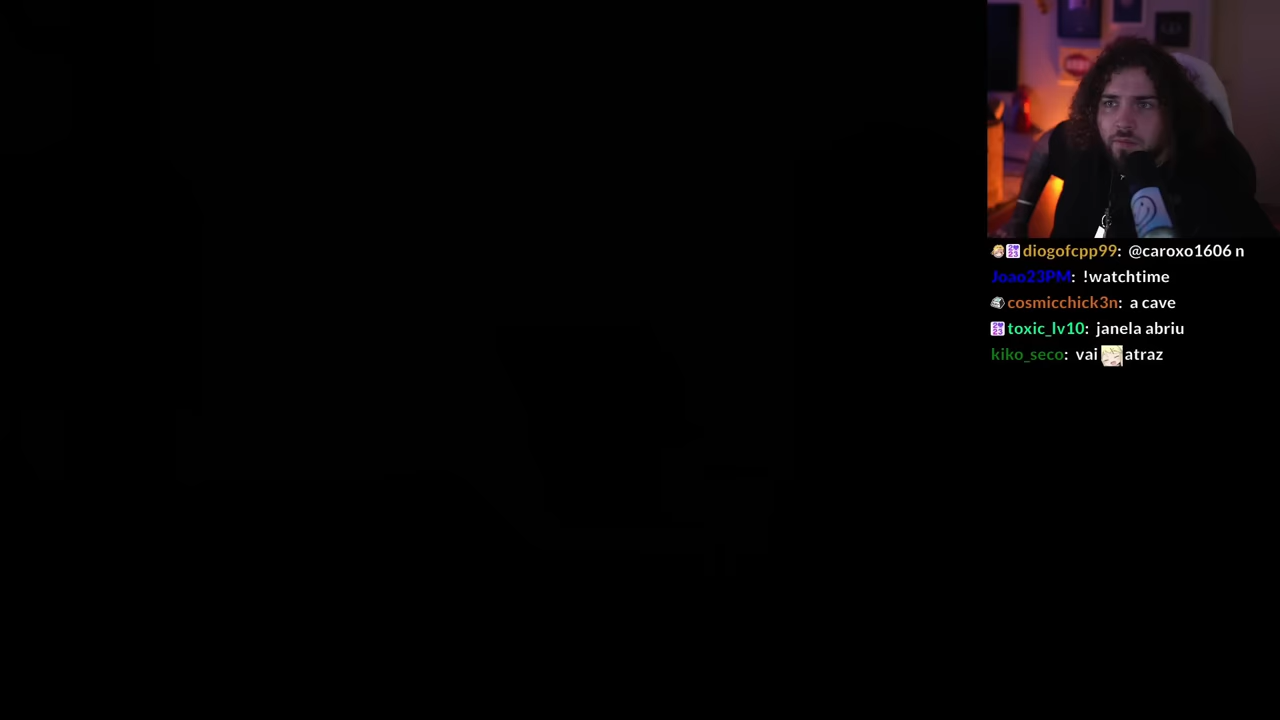 diogofcpp99: @caroxo1606 n
Joao23PM: !watchtime
cosmicchick3n: a cave
toxic_lv10: janela abriu
kiko_seco: vai atraz